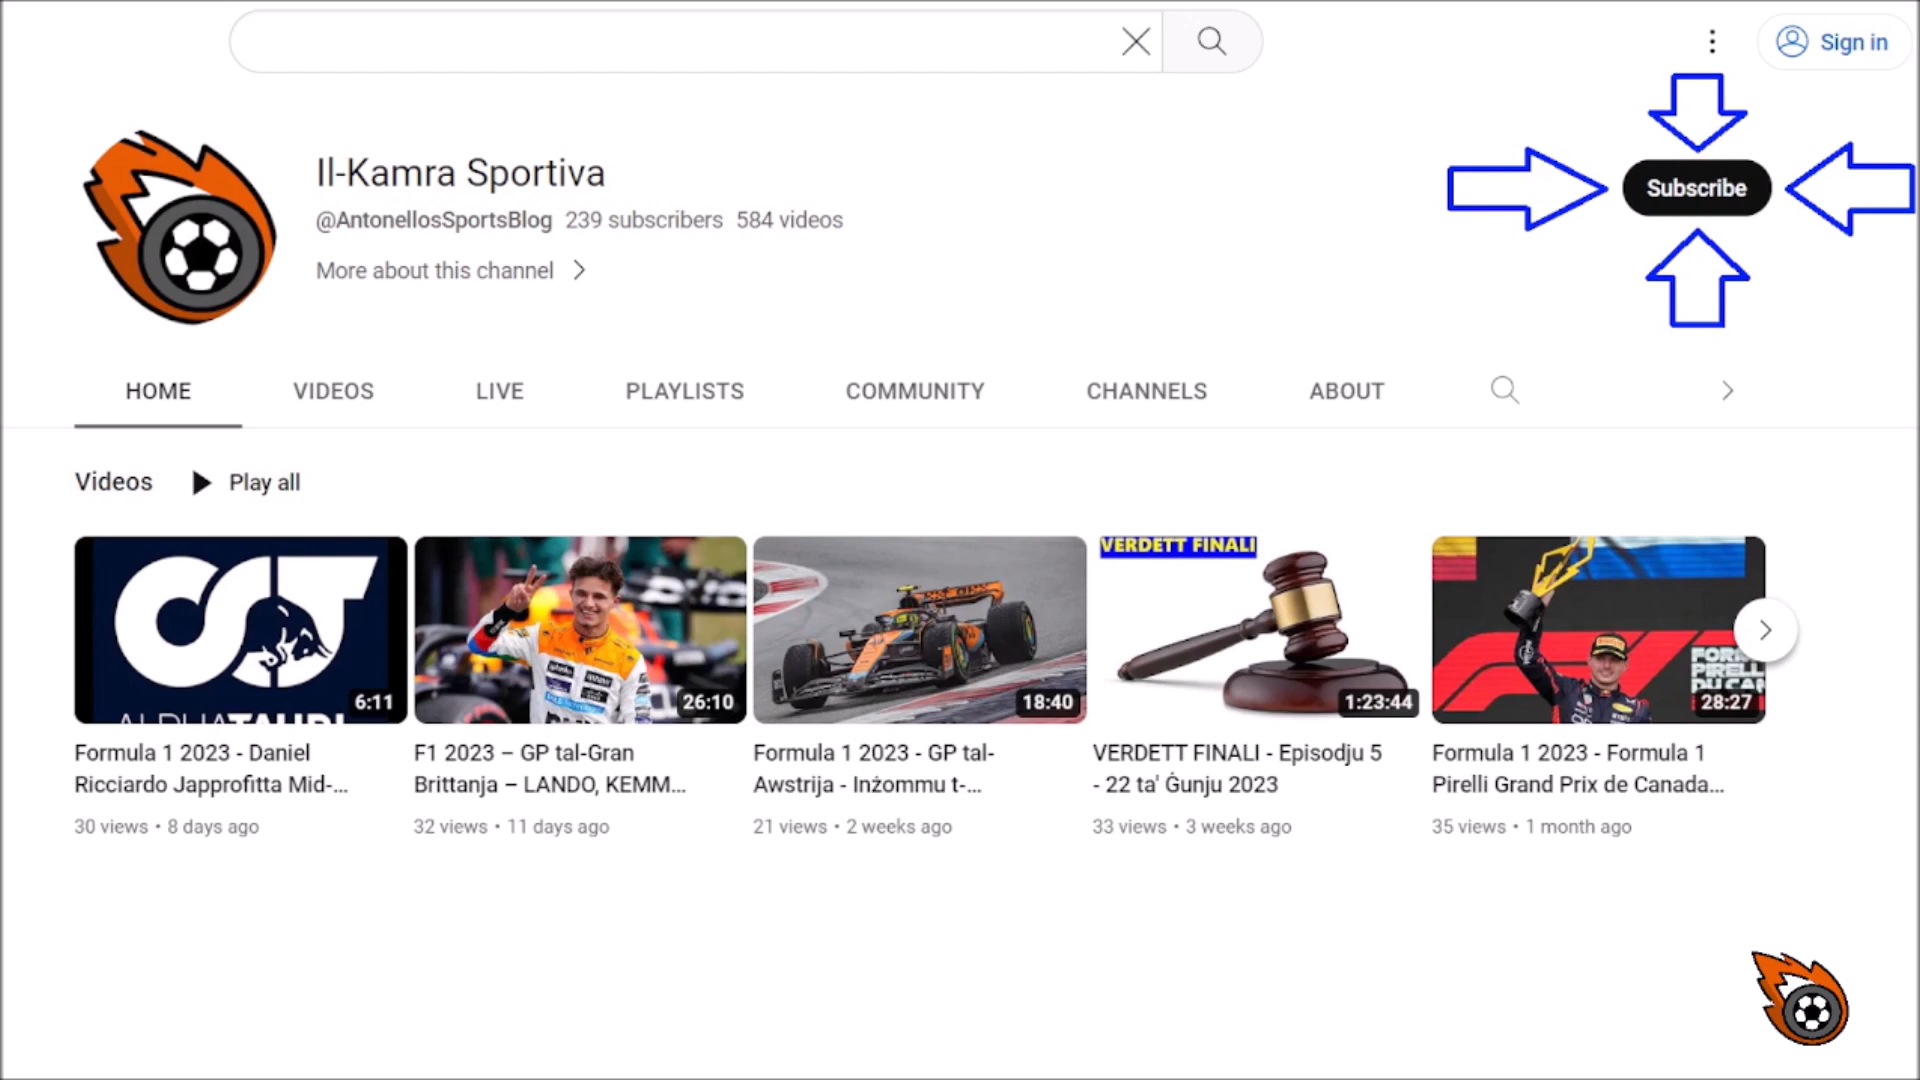 Sign in
Il-Kamra Sportiva
@AntonellosSportsBlog 239 subscribers 584 videos
More about this channel
Subscribe
HOME VIDEOS LIVE PLAYLISTS COMMUNITY CHANNELS ABOUT
Videos Play all
ALPHATAURI
6:11
26:10
18:40
VERDETT FINALI
1:23:44
28:27
Formula 1 2023 - Daniel
Ricciardo Japprofitta Mid-...
30 views • 8 days ago
F1 2023 – GP tal-Gran
Brittanja – LANDO, KEMM...
32 views • 11 days ago
Formula 1 2023 - GP tal-
Awstrija - Inżommu t-...
21 views • 2 weeks ago
VERDETT FINALI - Episodju 5
- 22 ta' Ġunju 2023
33 views • 3 weeks ago
Formula 1 2023 - Formula 1
Pirelli Grand Prix de Canada...
35 views • 1 month ago